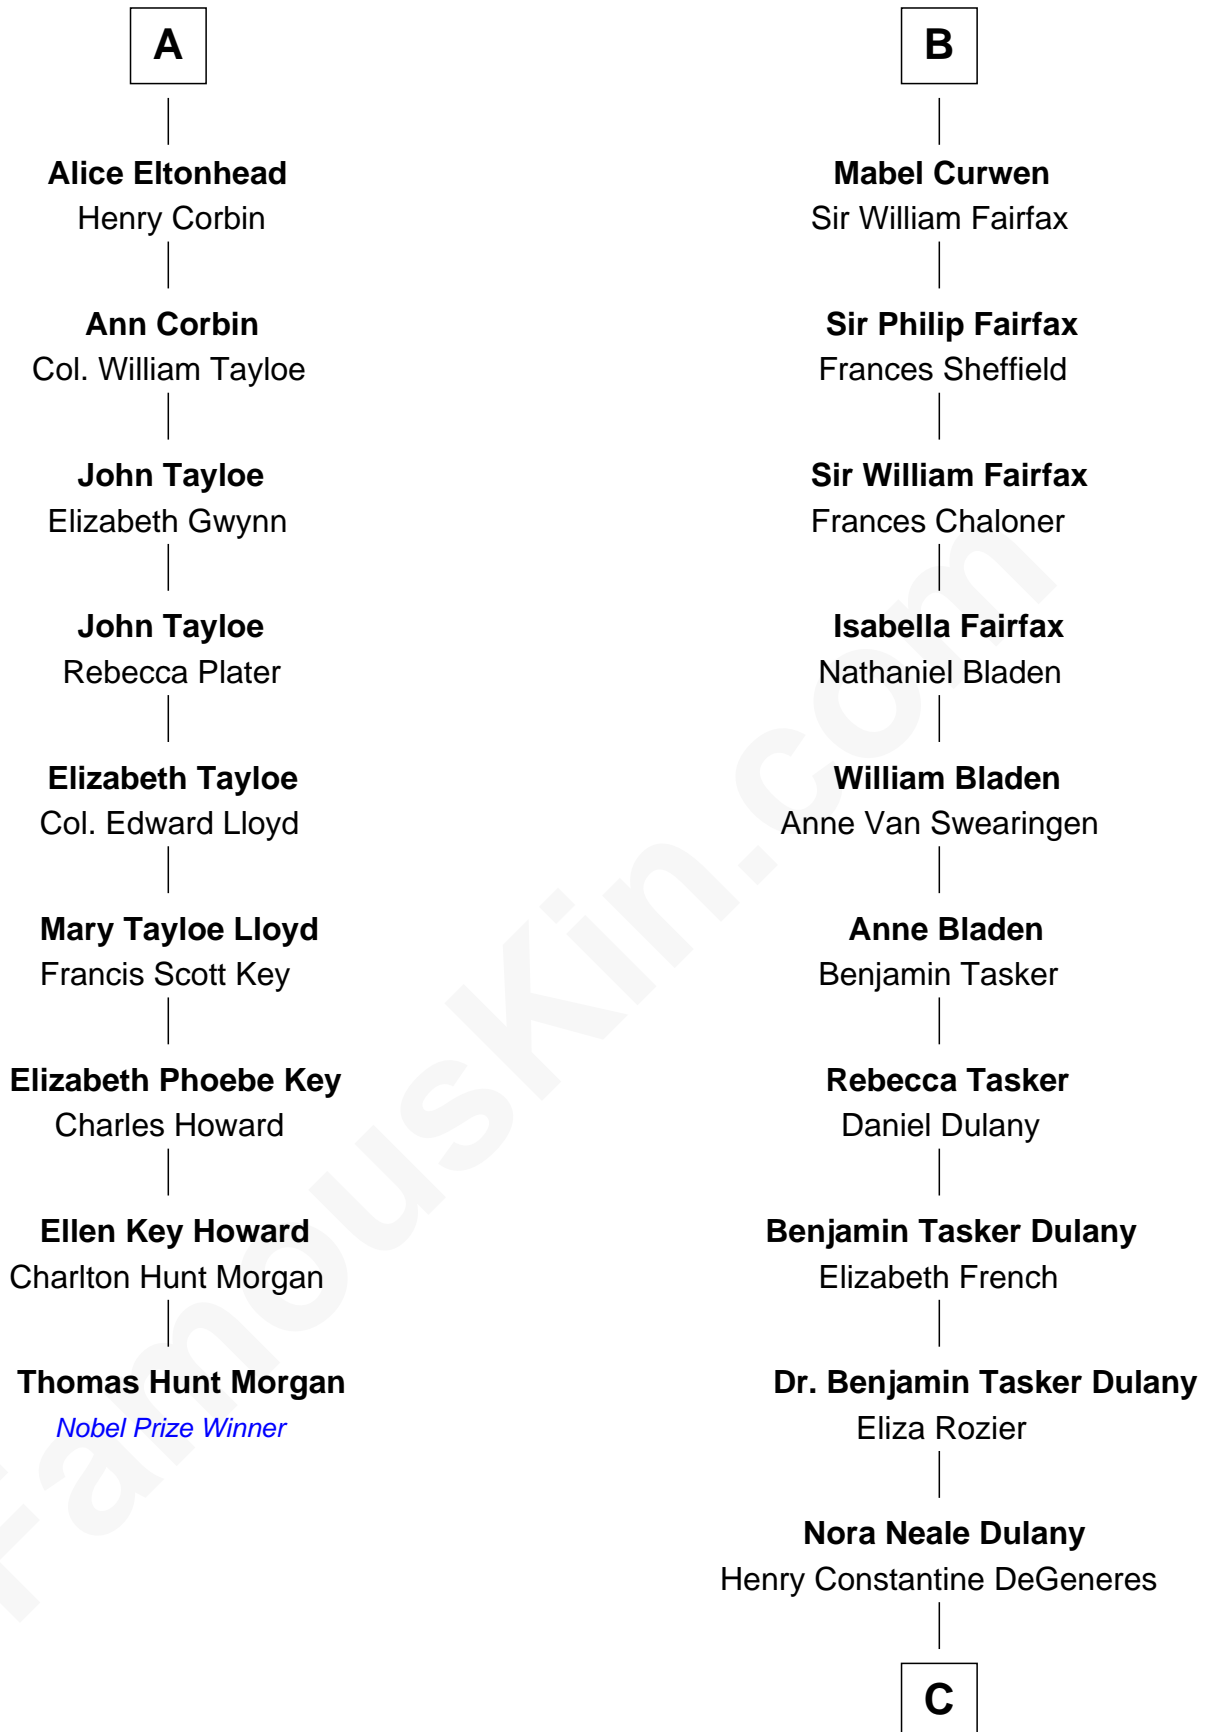 A
Alice Eltonhead
Henry Corbin
Ann Corbin
Col. William Tayloe
John Tayloe
Elizabeth Gwynn
John Tayloe
Rebecca Plater
Elizabeth Tayloe
Col. Edward Lloyd
Mary Tayloe Lloyd
Francis Scott Key
Elizabeth Phoebe Key
Charles Howard
Ellen Key Howard
Charlton Hunt Morgan
Thomas Hunt Morgan
Nobel Prize Winner
B
Mabel Curwen
Sir William Fairfax
Sir Philip Fairfax
Frances Sheffield
Sir William Fairfax
Frances Chaloner
Isabella Fairfax
Nathaniel Bladen
William Bladen
Anne Van Swearingen
Anne Bladen
Benjamin Tasker
Rebecca Tasker
Daniel Dulany
Benjamin Tasker Dulany
Elizabeth French
Dr. Benjamin Tasker Dulany
Eliza Rozier
Nora Neale Dulany
Henry Constantine DeGeneres
C
FamousKin.com